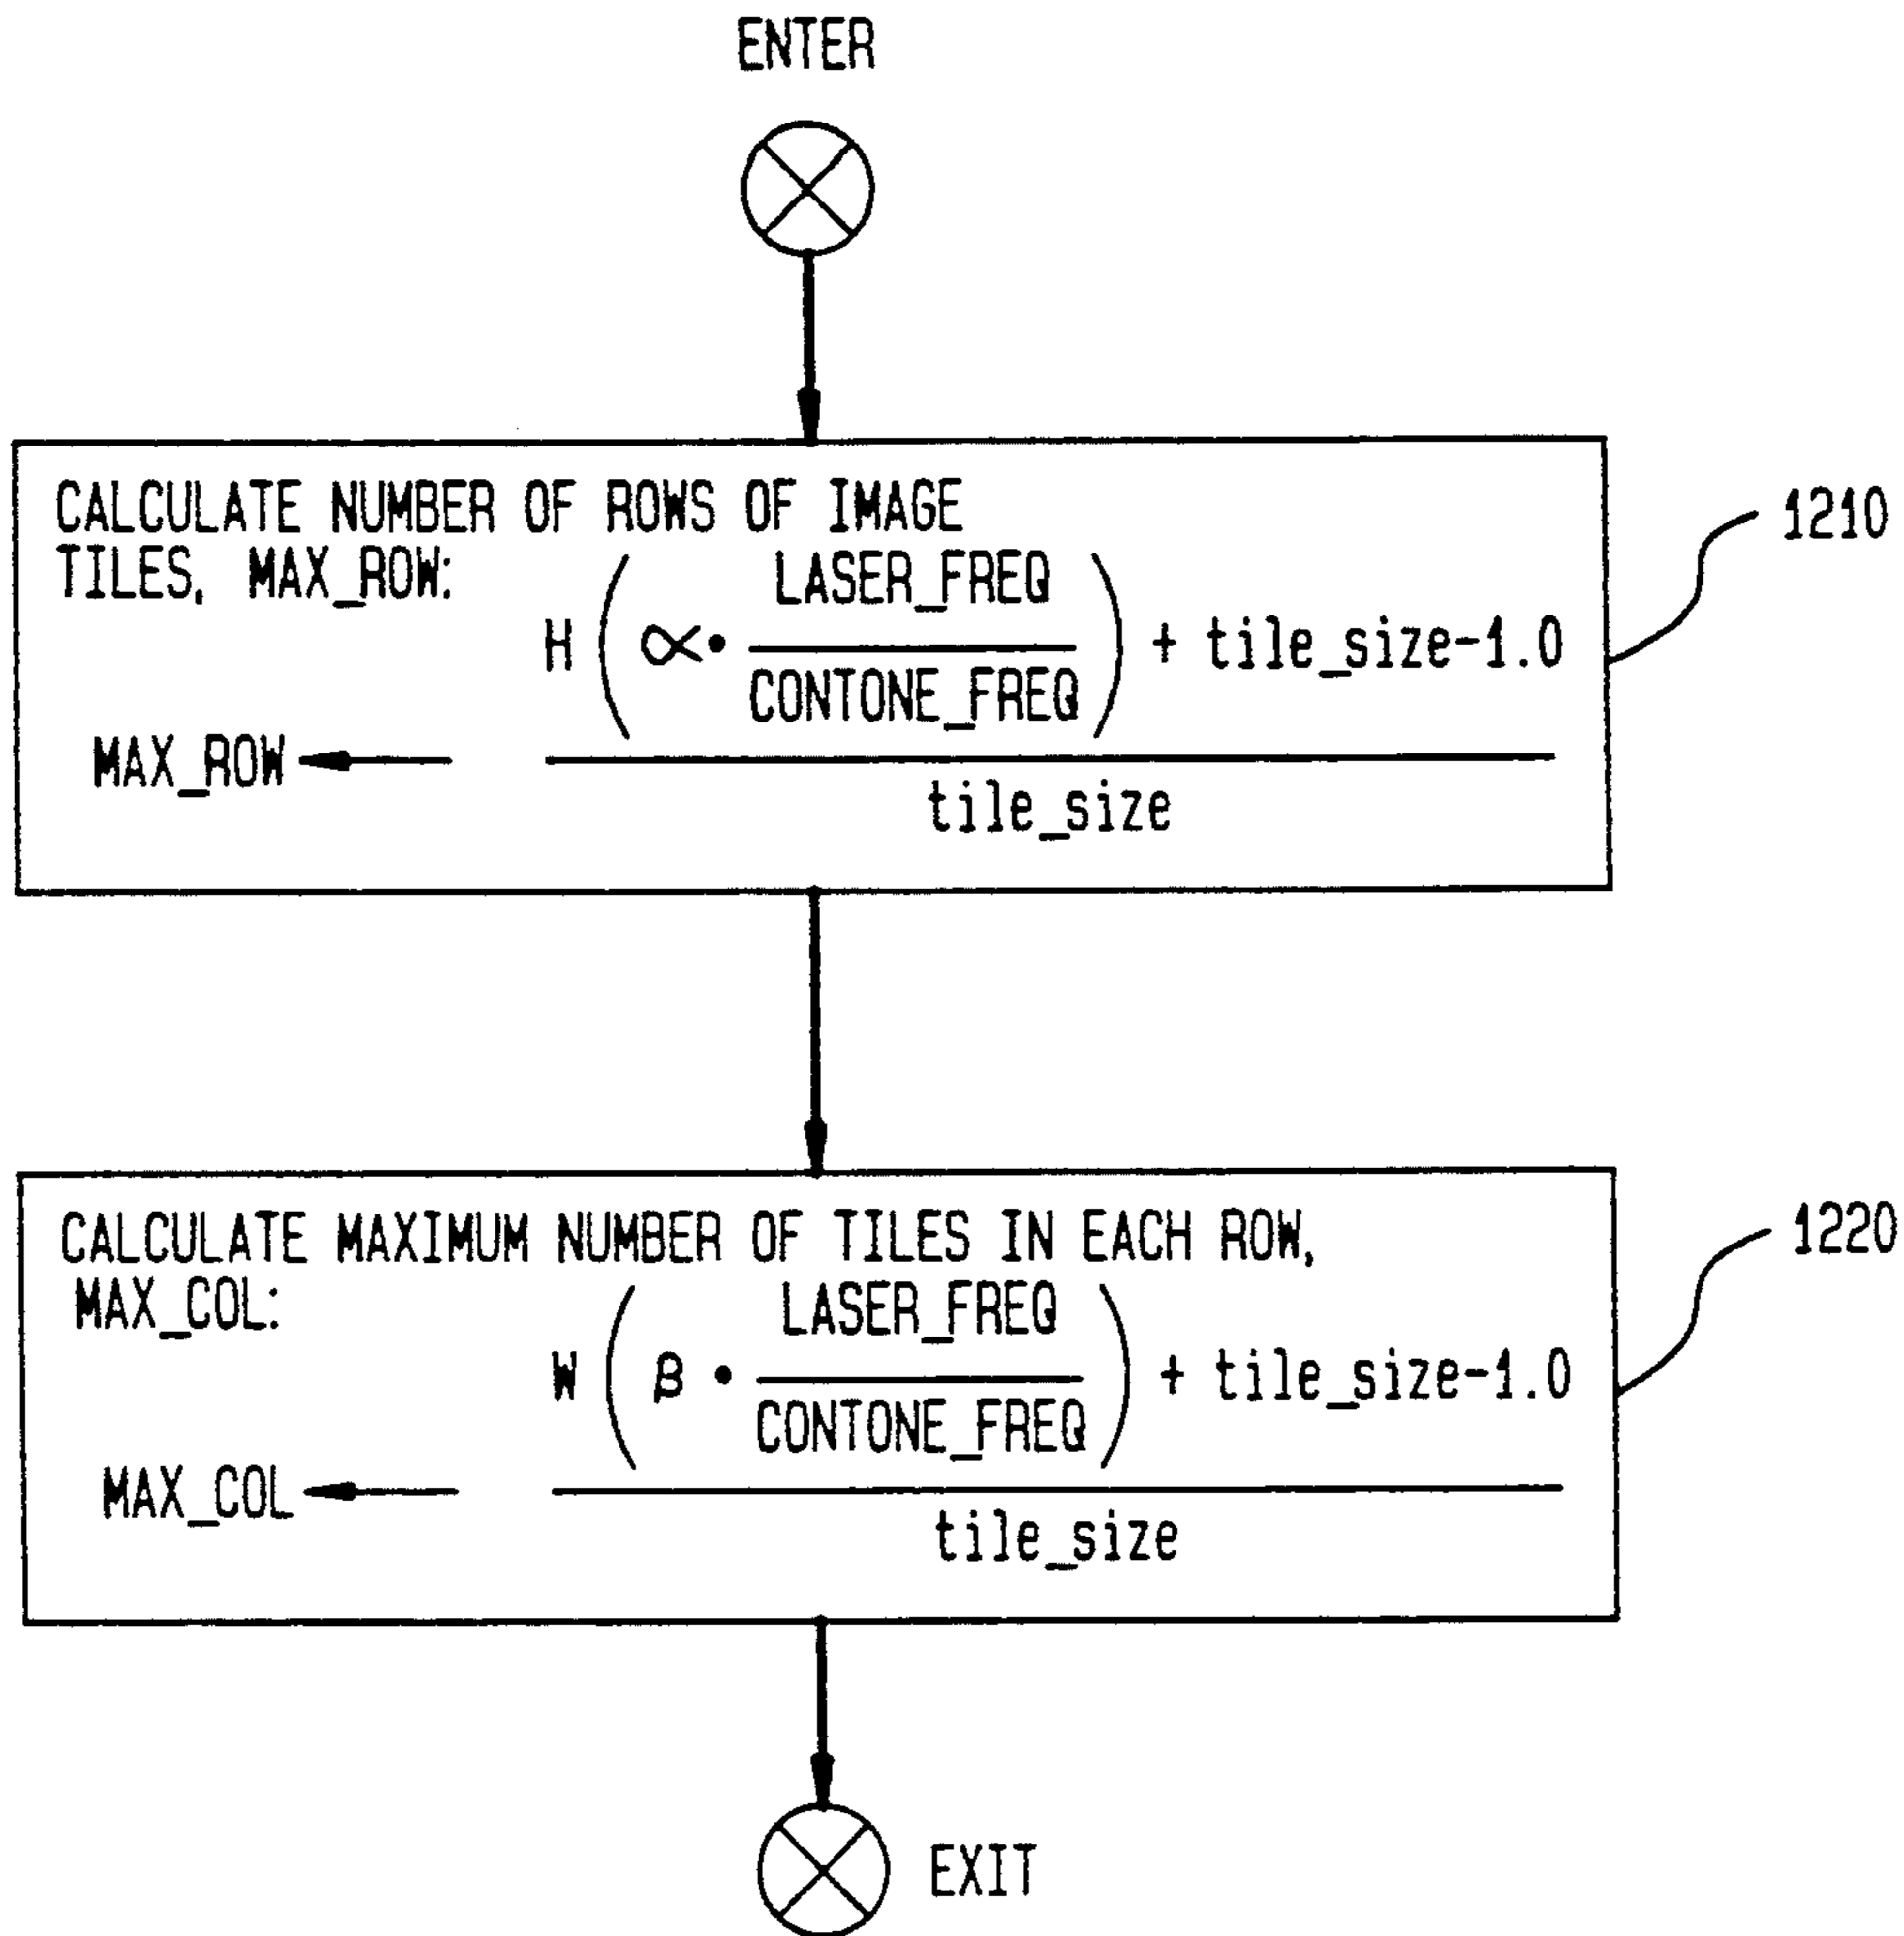 ENTER
CALCULATE NUMBER OF ROWS OF IMAGE
TILES, MAX_ROW:
MAX_ROW ← H ( α • LASER_FREQ / CONTONE_FREQ ) + tile_size-1.0 / tile_size
1210
CALCULATE MAXIMUM NUMBER OF TILES IN EACH ROW,
MAX_COL:
MAX_COL ← W ( β • LASER_FREQ / CONTONE_FREQ ) + tile_size-1.0 / tile_size
1220
EXIT